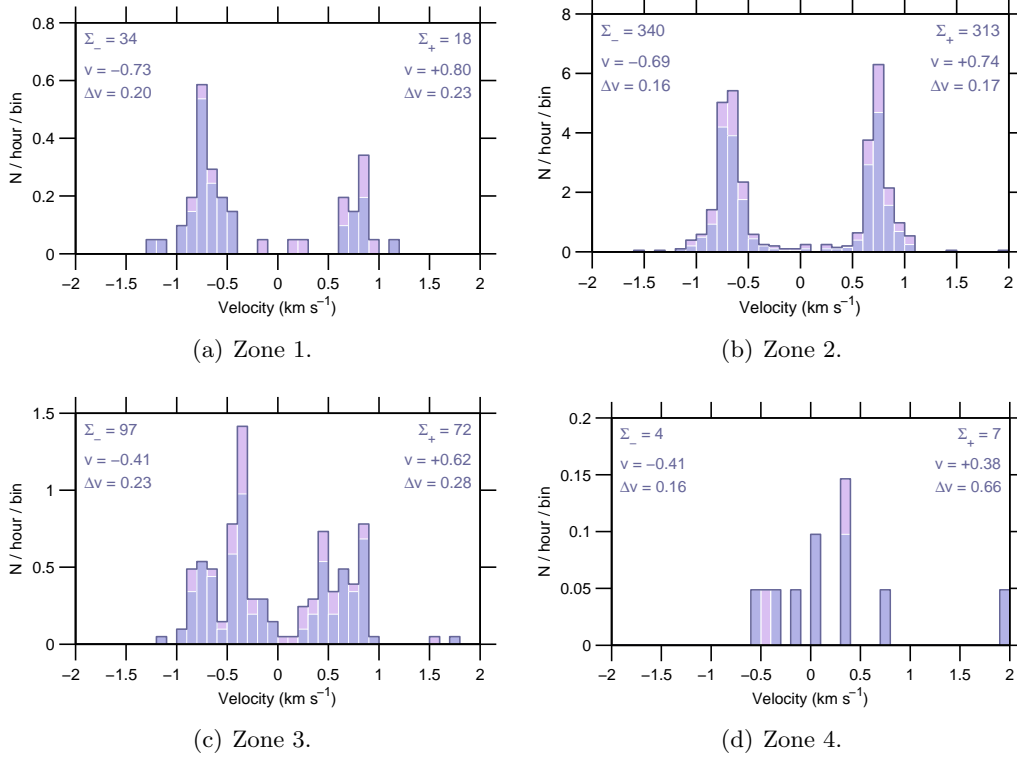 0.8
0.6
0.4
0.2
0
N / hour / bin
Σ− = 34
v = −0.73
Δv = 0.20
Σ+ = 18
v = +0.80
Δv = 0.23
−2 −1.5 −1 −0.5 0 0.5 1 1.5 2
Velocity (km s−1)
(a) Zone 1.
8
6
4
2
0
N / hour / bin
Σ− = 340
v = −0.69
Δv = 0.16
Σ+ = 313
v = +0.74
Δv = 0.17
−2 −1.5 −1 −0.5 0 0.5 1 1.5 2
Velocity (km s−1)
(b) Zone 2.
1.5
1
0.5
0
N / hour / bin
Σ− = 97
v = −0.41
Δv = 0.23
Σ+ = 72
v = +0.62
Δv = 0.28
−2 −1.5 −1 −0.5 0 0.5 1 1.5 2
Velocity (km s−1)
(c) Zone 3.
0.2
0.15
0.1
0.05
0
N / hour / bin
Σ− = 4
v = −0.41
Δv = 0.16
Σ+ = 7
v = +0.38
Δv = 0.66
−2 −1.5 −1 −0.5 0 0.5 1 1.5 2
Velocity (km s−1)
(d) Zone 4.